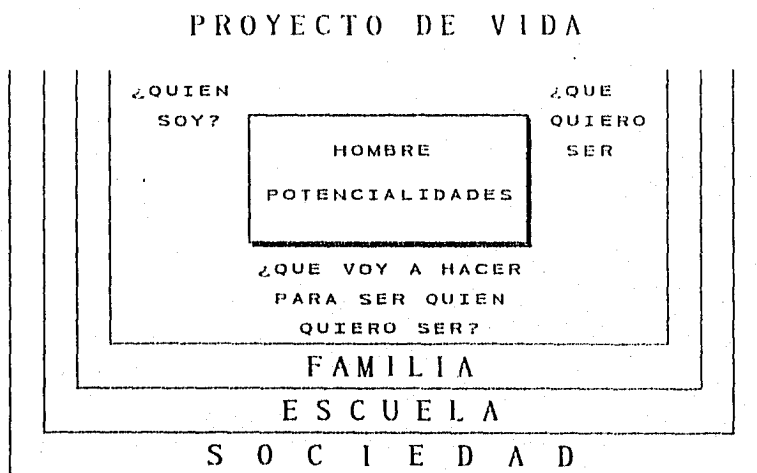 PROYECTO DE VIDA
¿QUIEN
SOY?
¿QUE
QUIERO
SER
HOMBRE
POTENCIALIDADES
¿QUE VOY A HACER
PARA SER QUIEN
QUIERO SER?
FAMILIA
ESCUELA
SOCIEDAD